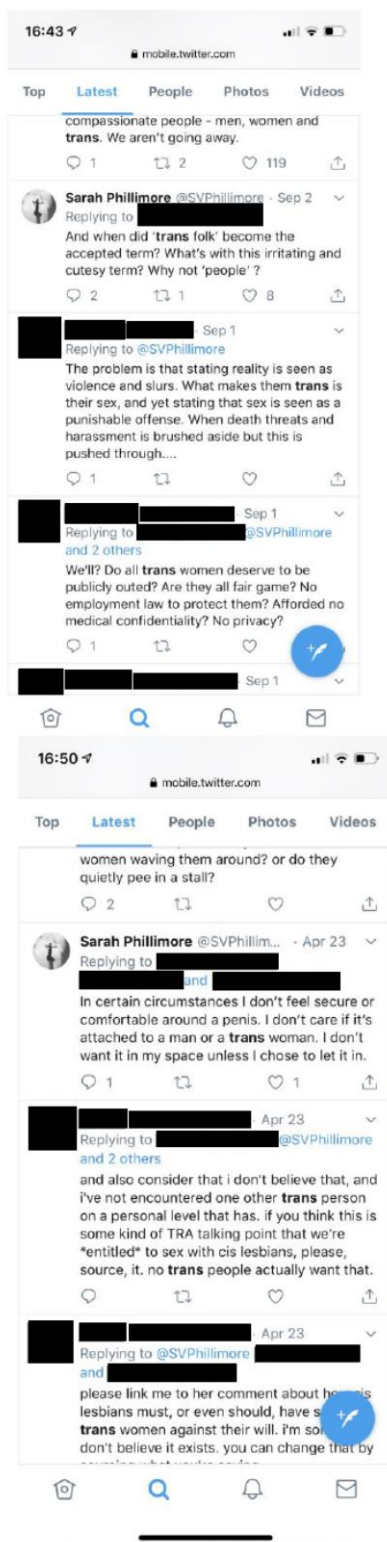 16:43
mobile.twitter.com
Top Latest People Photos Videos
compassionate people - men, women and
trans. We aren't going away.
1 2 119
Sarah Phillimore @SVPhillimore · Sep 2
Replying to
And when did 'trans folk' become the
accepted term? What's with this irritating and
cutesy term? Why not 'people' ?
2 1 8
· Sep 1
Replying to @SVPhillimore
The problem is that stating reality is seen as
violence and slurs. What makes them trans is
their sex, and yet stating that sex is seen as a
punishable offense. When death threats and
harassment is brushed aside but this is
pushed through....
1
· Sep 1
Replying to @SVPhillimore
and 2 others
We'll? Do all trans women deserve to be
publicly outed? Are they all fair game? No
employment law to protect them? Afforded no
medical confidentiality? No privacy?
1
Sep 1
16:50
mobile.twitter.com
Top Latest People Photos Videos
women waving them around? or do they
quietly pee in a stall?
2
Sarah Phillimore @SVPhillim... · Apr 23
Replying to
and
In certain circumstances I don't feel secure or
comfortable around a penis. I don't care if it's
attached to a man or a trans woman. I don't
want it in my space unless I chose to let it in.
1 1
· Apr 23
Replying to @SVPhillimore
and 2 others
and also consider that i don't believe that, and
i've not encountered one other trans person
on a personal level that has. if you think this is
some kind of TRA talking point that we're
*entitled* to sex with cis lesbians, please,
source, it. no trans people actually want that.
· Apr 23
Replying to @SVPhillimore
and
please link me to her comment about
lesbians must, or even should, have
trans women against their will. i'm
don't believe it exists. you can change that by